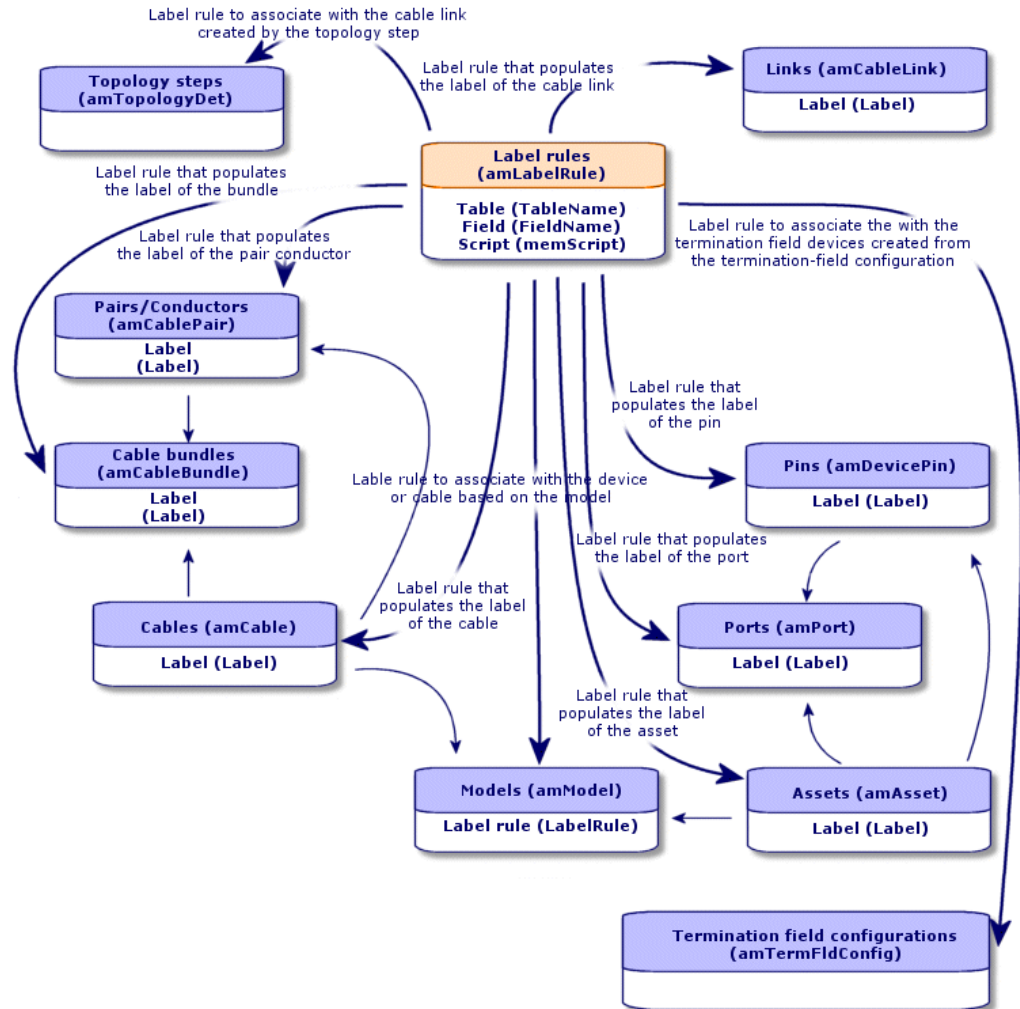 Label rule to associate with the cable link
created by the topology step
Topology steps
(amTopologyDet)
Label rule that populates
the label of the cable link
Links (amCableLink)
Label (Label)
Label rules
(amLabelRule)
Table (TableName)
Field (FieldName)
Script (memScript)
Label rule that populates
the label of the bundle
Label rule that populates
the label of the pair conductor
Label rule to associate the with the
termination field devices created from
the termination-field configuration
Pairs/Conductors
(amCablePair)
Label
(Label)
Label rule that
populates the label
of the pin
Cable bundles
(amCableBundle)
Label
(Label)
Lable rule to associate with the device
or cable based on the model
Pins (amDevicePin)
Label (Label)
Label rule that populates
the label of the port
Label rule that
populates the label
of the cable
Cables (amCable)
Label (Label)
Ports (amPort)
Label (Label)
Label rule that
populates the label
of the asset
Models (amModel)
Label rule (LabelRule)
Assets (amAsset)
Label (Label)
Termination field configurations
(amTermFldConfig)